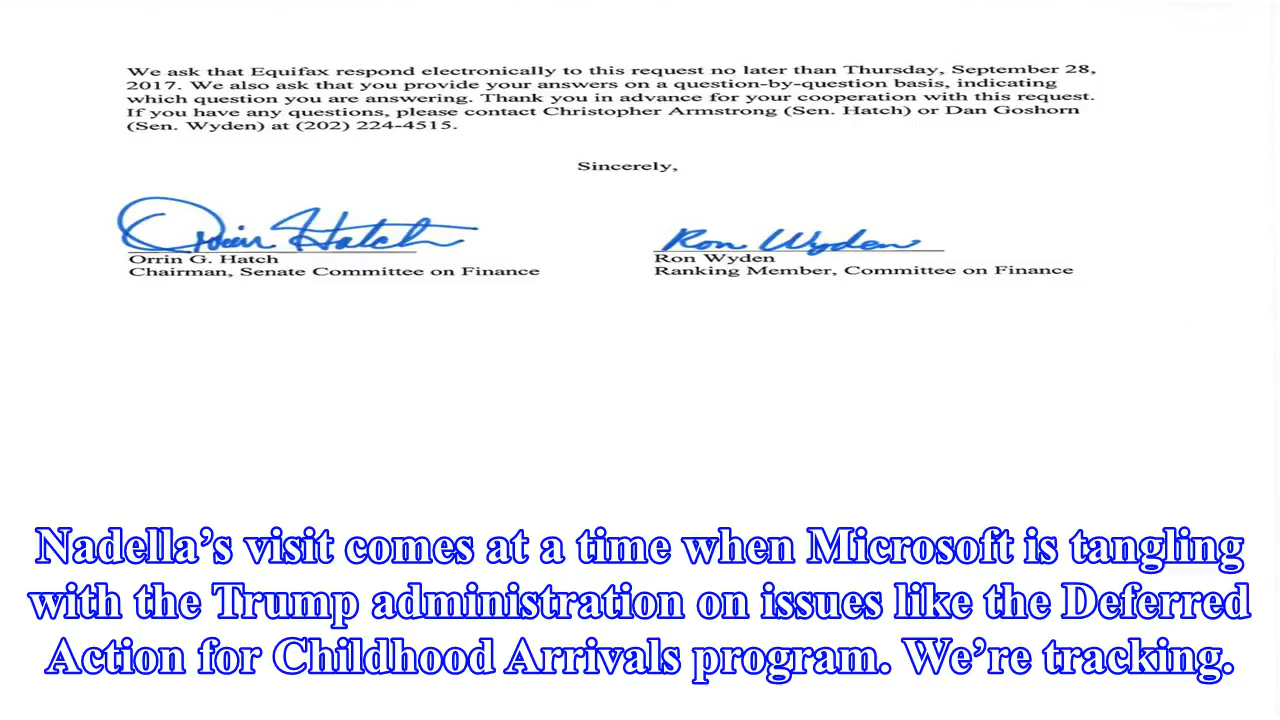 We ask that Equifax respond electronically to this request no later than Thursday, September 28,
2017. We also ask that you provide your answers on a question-by-question basis, indicating
which question you are answering. Thank you in advance for your cooperation with this request.
If you have any questions, please contact Christopher Armstrong (Sen. Hatch) or Dan Goshorn
(Sen. Wyden) at (202) 224-4515.
Sincerely,
Orrin Hatch
Ron Wyden
Orrin G. Hatch
Ron Wyden
Chairman, Senate Committee on Finance
Ranking Member, Committee on Finance
Nadella’s visit comes at a time when Microsoft is tangling
with the Trump administration on issues like the Deferred
Action for Childhood Arrivals program. We’re tracking.